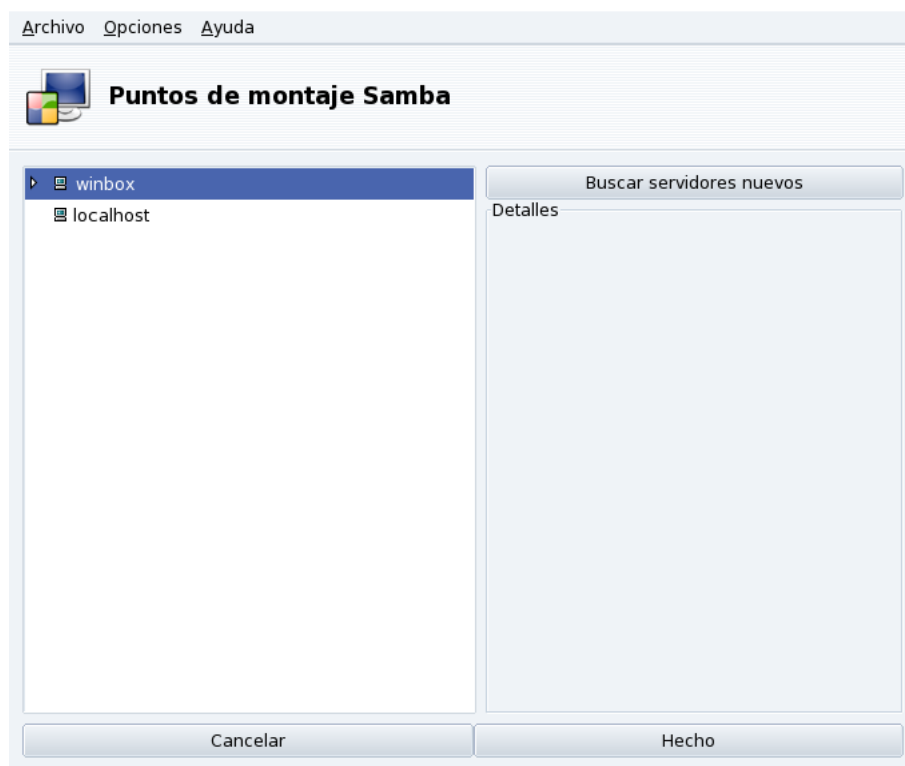 Archivo Opciones Ayuda
Puntos de montaje Samba
winbox
localhost
Buscar servidores nuevos
Detalles
Cancelar
Hecho